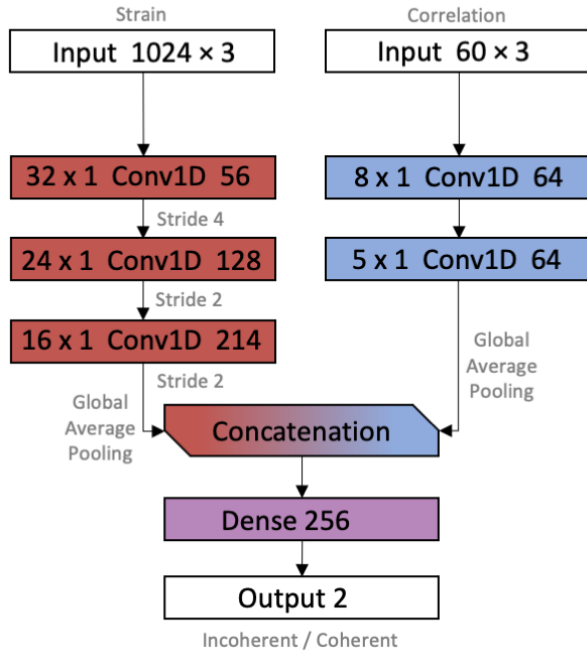 Strain
Input 1024 × 3
32 x 1 Conv1D 56
Stride 4
24 x 1 Conv1D 128
Stride 2
16 x 1 Conv1D 214
Stride 2
Global
Average
Pooling
Correlation
Input 60 × 3
8 x 1 Conv1D 64
5 x 1 Conv1D 64
Global
Average
Pooling
Concatenation
Dense 256
Output 2
Incoherent / Coherent